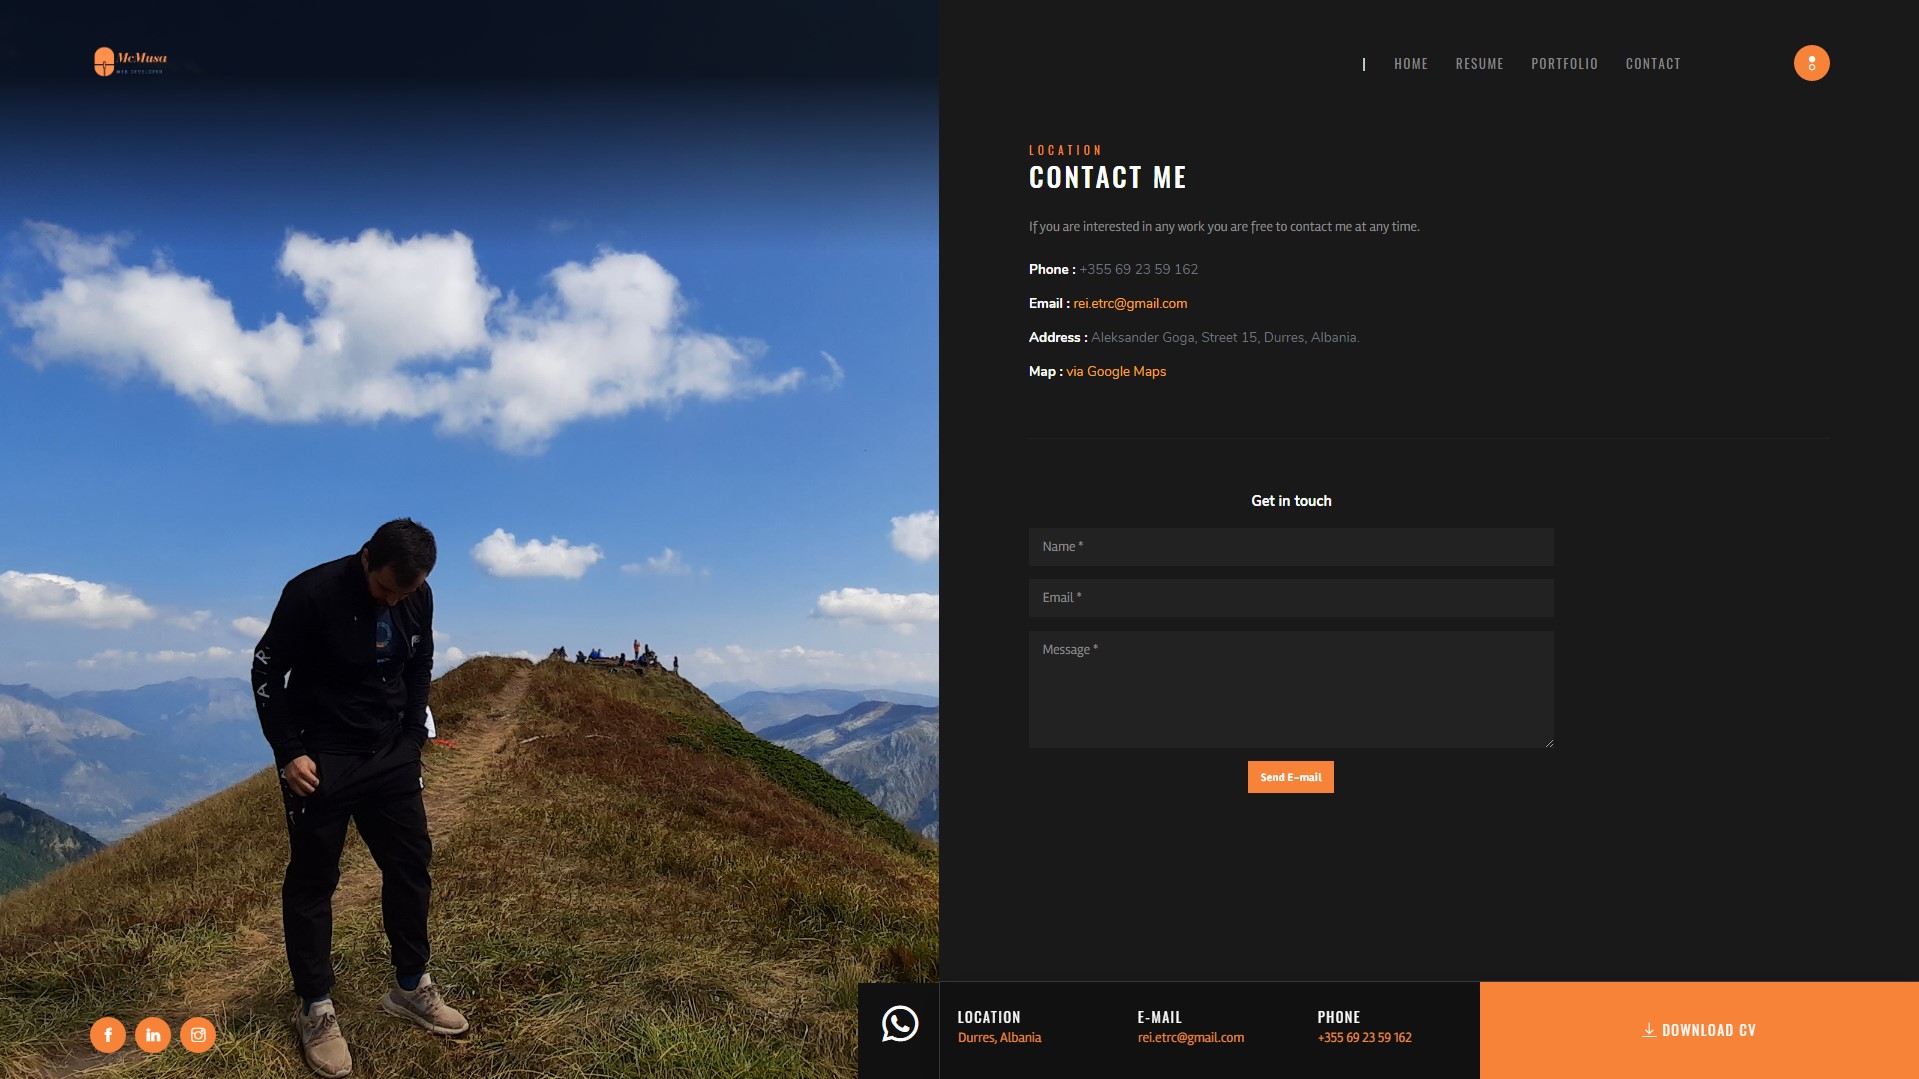 McMusa
WEB DEVELOPER
HOME RESUME PORTFOLIO CONTACT
LOCATION
CONTACT ME
If you are interested in any work you are free to contact me at any time.
Phone : +355 69 23 59 162
Email : rei.etrc@gmail.com
Address : Aleksander Goga, Street 15, Durres, Albania.
Map : via Google Maps
Get in touch
Name *
Email *
Message *
Send E-mail
LOCATION
Durres, Albania
E-MAIL
rei.etrc@gmail.com
PHONE
+355 69 23 59 162
DOWNLOAD CV